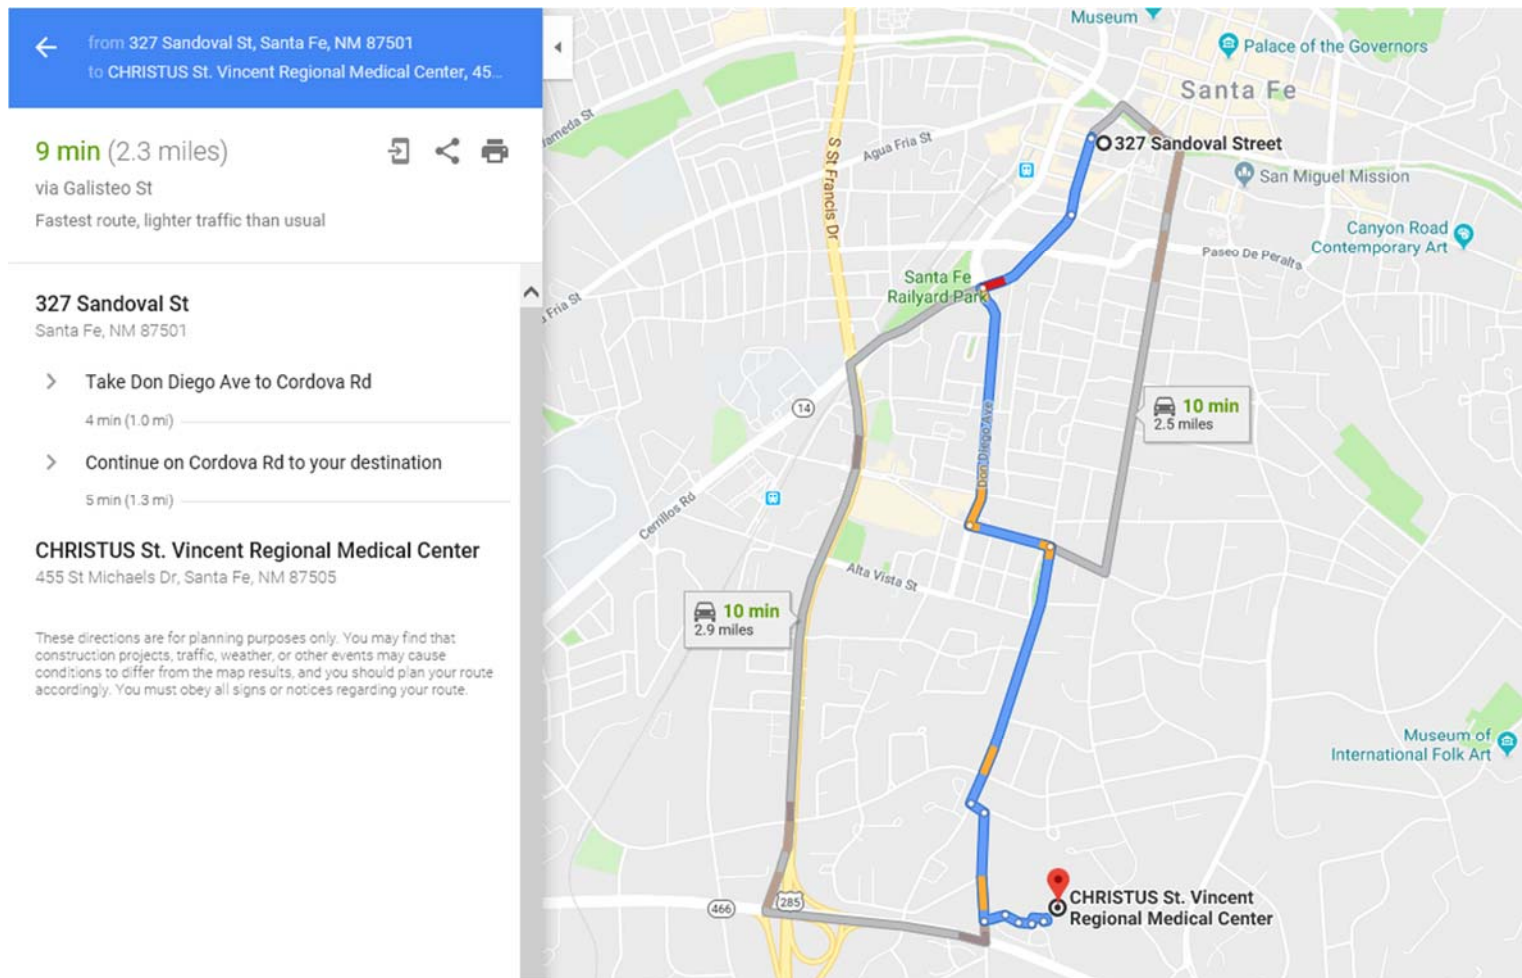 from 327 Sandoval St, Santa Fe, NM 87501
to CHRISTUS St. Vincent Regional Medical Center, 45...
9 min (2.3 miles)
via Galisteo St
Fastest route, lighter traffic than usual
327 Sandoval St
Santa Fe, NM 87501
Take Don Diego Ave to Cordova Rd
4 min (1.0 mi)
Continue on Cordova Rd to your destination
5 min (1.3 mi)
CHRISTUS St. Vincent Regional Medical Center
455 St Michaels Dr, Santa Fe, NM 87505
These directions are for planning purposes only. You may find that
construction projects, traffic, weather, or other events may cause
conditions to differ from the map results, and you should plan your route
accordingly. You must obey all signs or notices regarding your route.
Museum
Palace of the Governors
Santa Fe
lameda St
Agua Fria St
S St Francis Dr
327 Sandoval Street
San Miguel Mission
Canyon Road
Contemporary Art
Paseo De Peralta
Santa Fe
Railyard Park
a Fria St
14
10 min
2.5 miles
Don Diego Ave
Cerrillos Rd
Alta Vista St
10 min
2.9 miles
Museum of
International Folk Art
466
285
CHRISTUS St. Vincent
Regional Medical Center